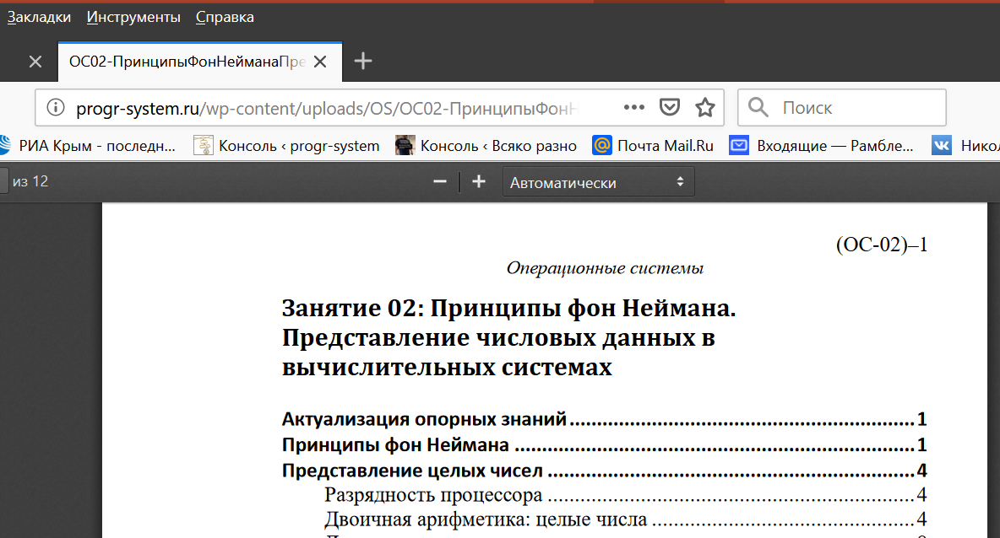 Закладки Инструменты Справка
ОС02-ПринципыФонНейманаПре
progr-system.ru/wp-content/uploads/OS/ОС02-ПринципыФонН
Поиск
РИА Крым - последн... Консоль ‹ progr-system Консоль ‹ Всяко разно Почта Mail.Ru Входящие — Рамбле... Никол
из 12 Автоматически
(ОС-02)–1
Операционные системы
Занятие 02: Принципы фон Неймана.
Представление числовых данных в
вычислительных системах
Актуализация опорных знаний 1
Принципы фон Неймана 1
Представление целых чисел 4
Разрядность процессора 4
Двоичная арифметика: целые числа 4